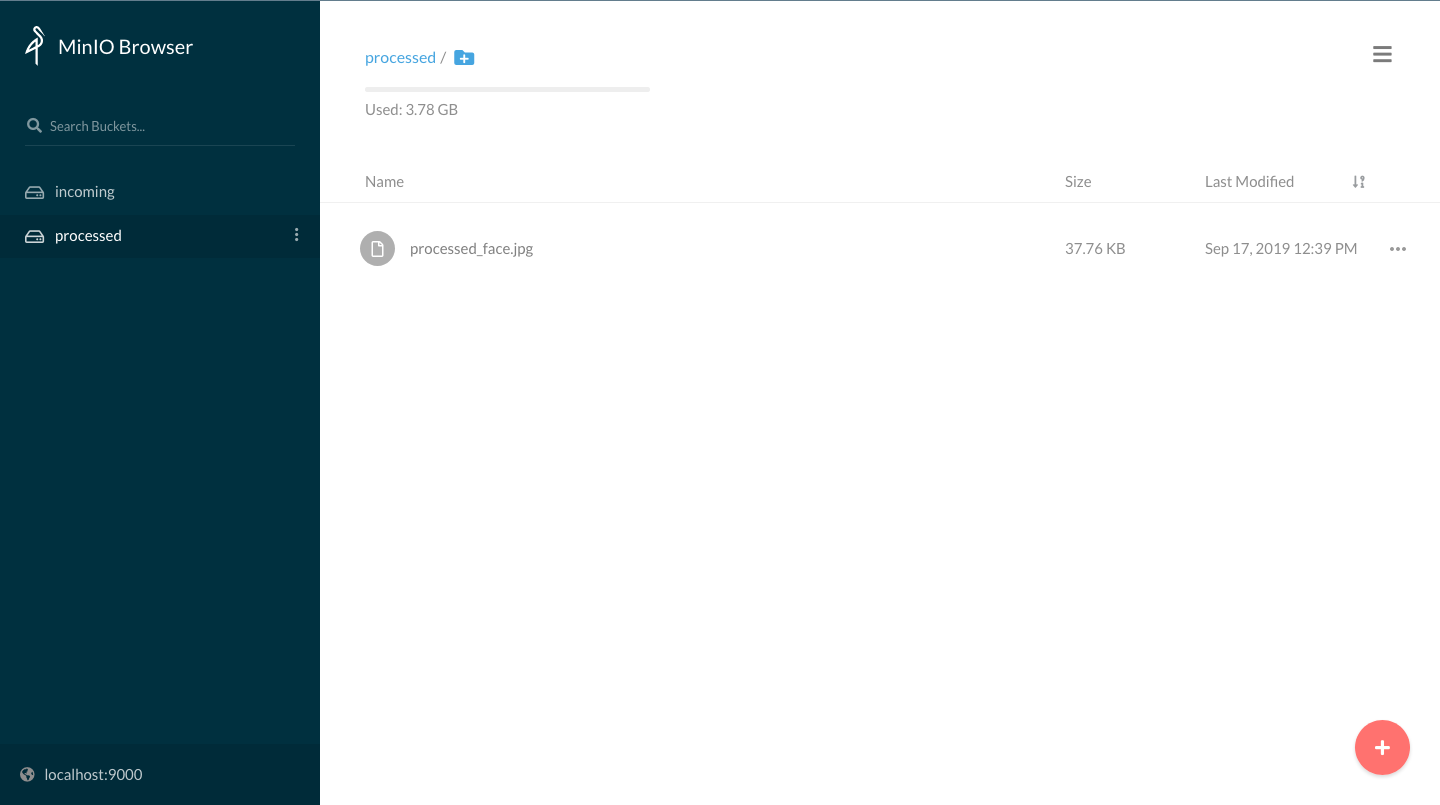 MinIO Browser
Search Buckets...
incoming
processed
localhost:9000
processed /
Used: 3.78 GB
Name Size Last Modified
processed_face.jpg 37.76 KB Sep 17, 2019 12:39 PM